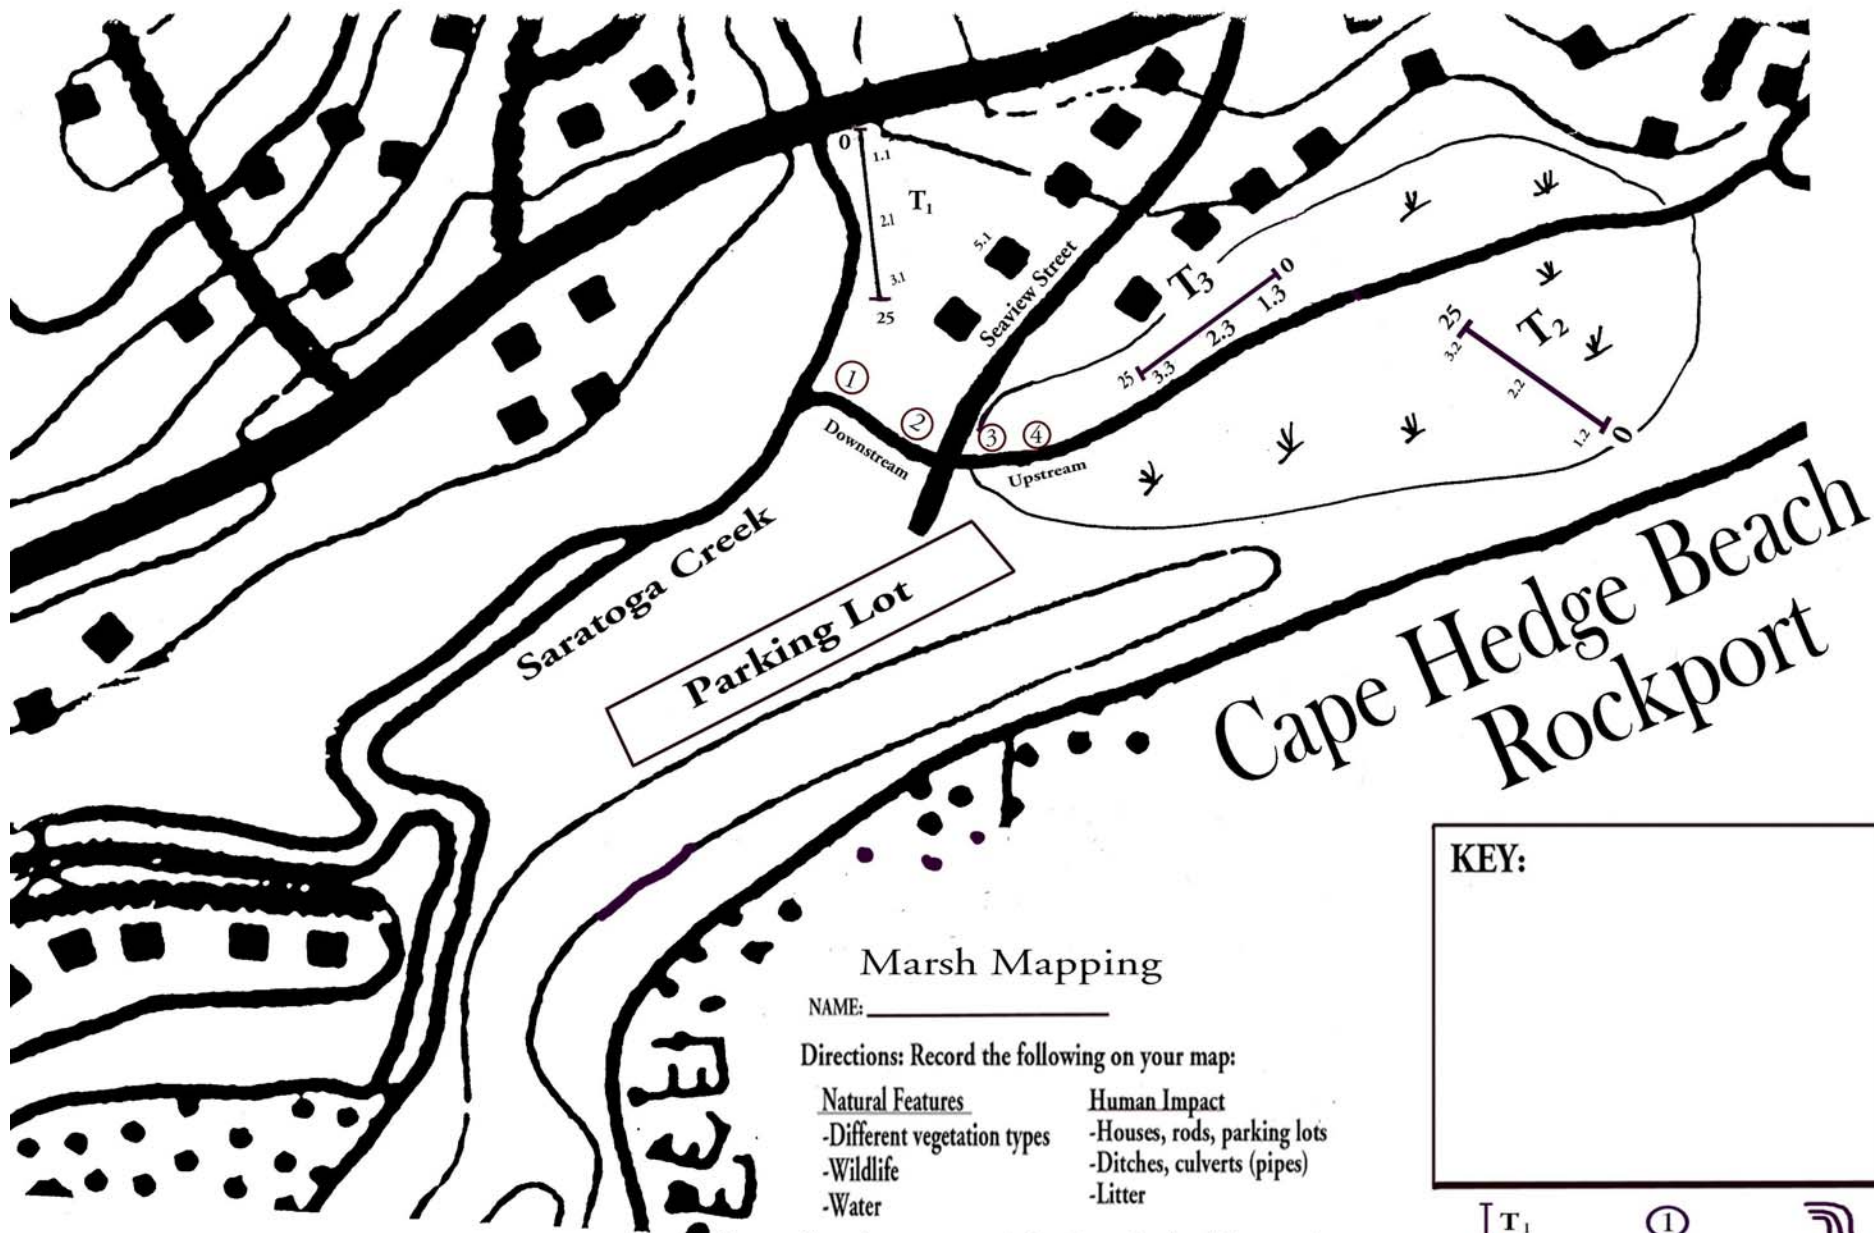 0
1.1
T1
2.1
3.1
25
5.1
Seaview Street
T3
0
1.3
2.3
3.3
25
25
T2
3.2
2.2
1.2
0
1
2
3
4
Downstream
Upstream
Saratoga Creek
Parking Lot
Cape Hedge Beach
Rockport
KEY:
Marsh Mapping
NAME:
Directions: Record the following on your map:
Natural Features
-Different vegetation types
-Wildlife
-Water
Human Impact
-Houses, rods, parking lots
-Ditches, culverts (pipes)
-Litter
T1
1